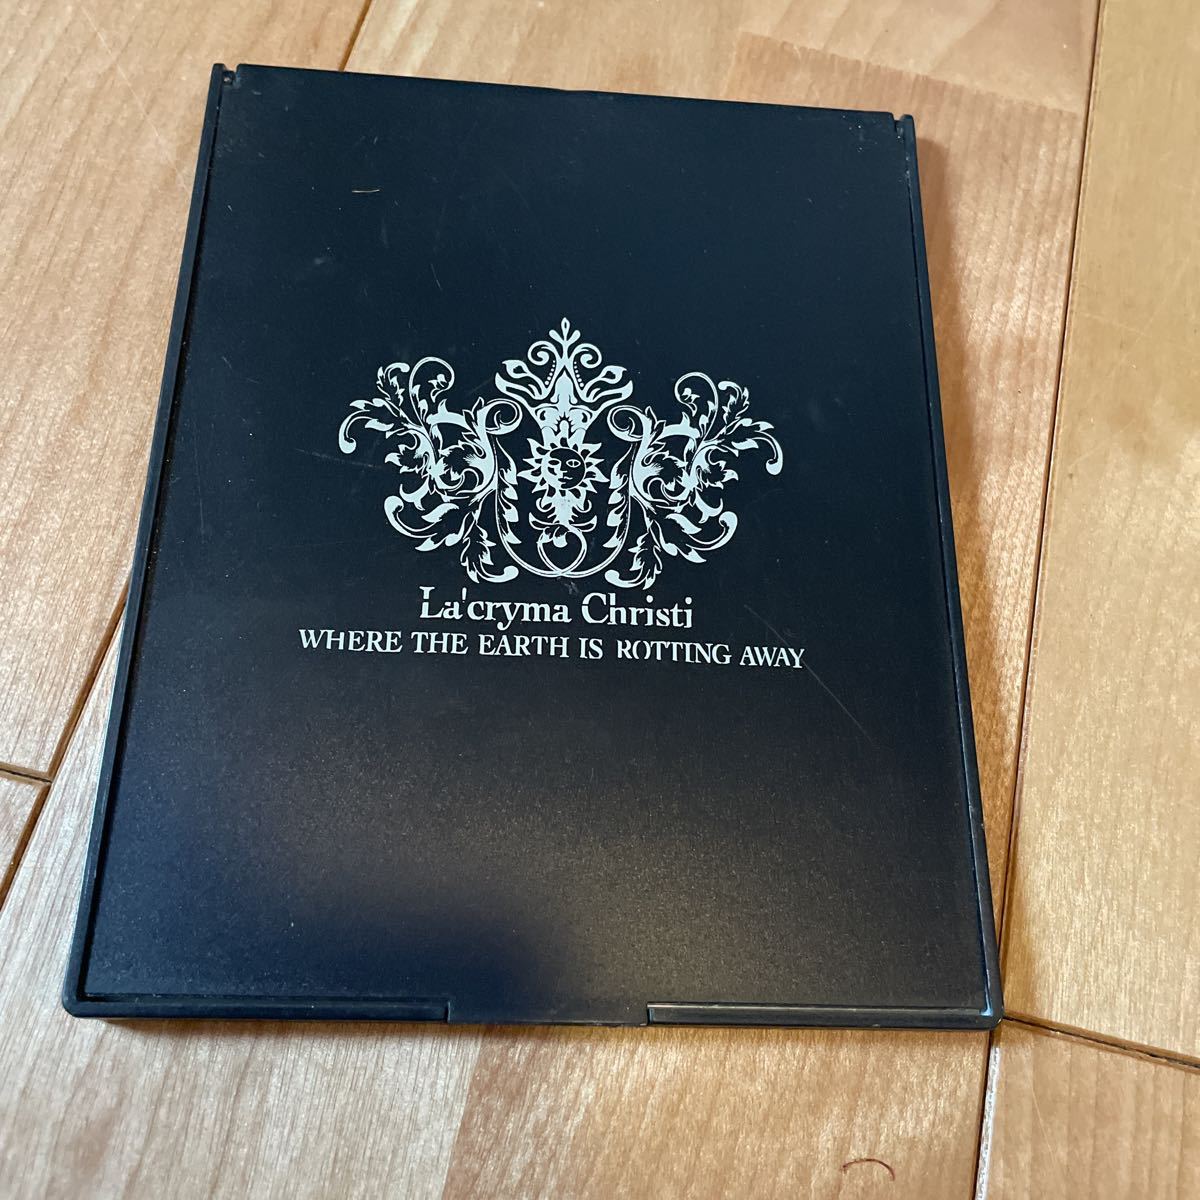 La'cryma Christi
WHERE THE EARTH IS ROTTING AWAY